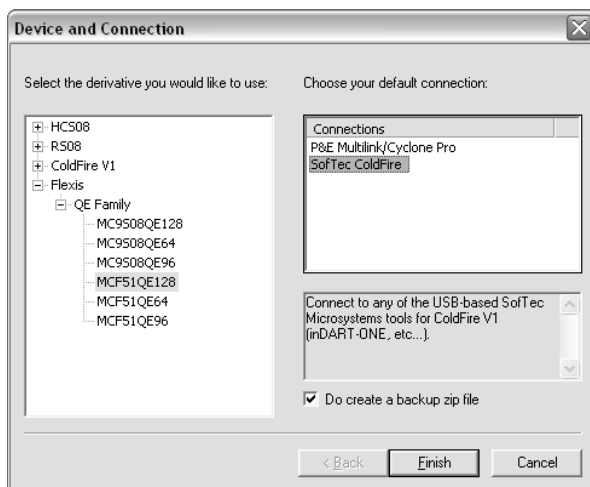 Device and Connection
Select the derivative you would like to use:
HCS08
RS08
ColdFire V1
Flexis
QE Family
MC9S08QE128
MC9S08QE64
MC9S08QE96
MCF51QE128
MCF51QE64
MCF51QE96
Choose your default connection:
Connections
P&E Multilink/Cyclone Pro
SofTec ColdFire
Connect to any of the USB-based SofTec
Microsystems tools for ColdFire V1
(inDART-ONE, etc...).
Do create a backup zip file
< Back
Finish
Cancel